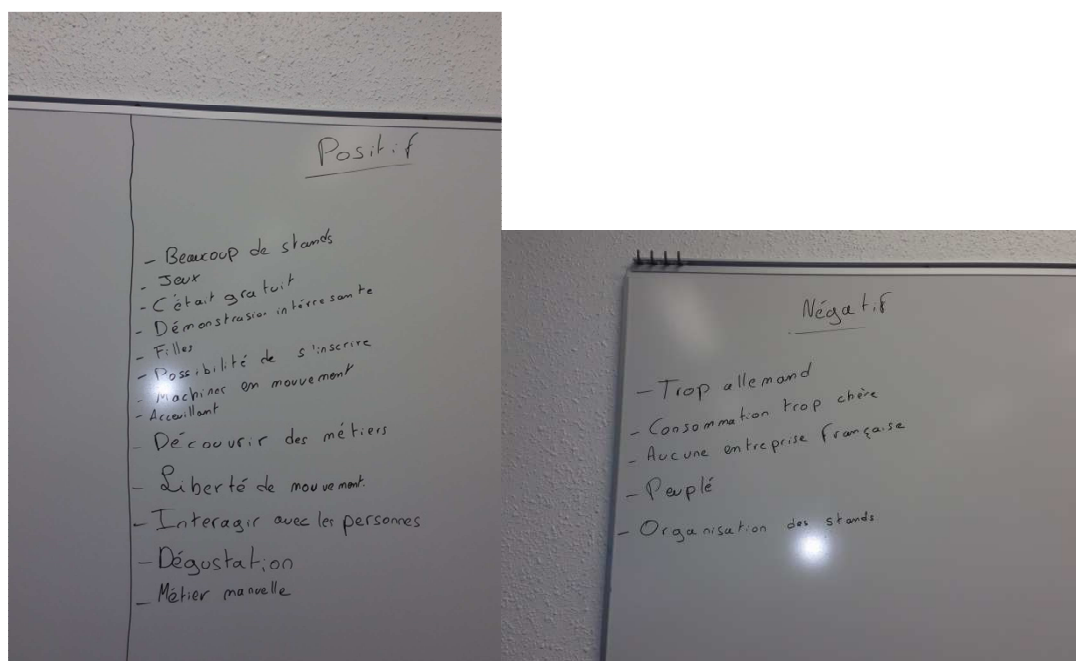 Positif
- Beaucoup de stands
- Jeux
- C'était gratuit
- Démonstrasion intérresante
- Filles
- Possibilité de s'inscrire
- Machines en mouvement
- Acceuillant
- Découvrir des métiers
- Liberté de mouvement.
- Interagir avec les personnes
- Dégustation
- Métier manuelle
Négatif
- Trop allemand
- Consommation trop chère
- Aucune entreprise française
- Peuplé
- Organisation des stands.